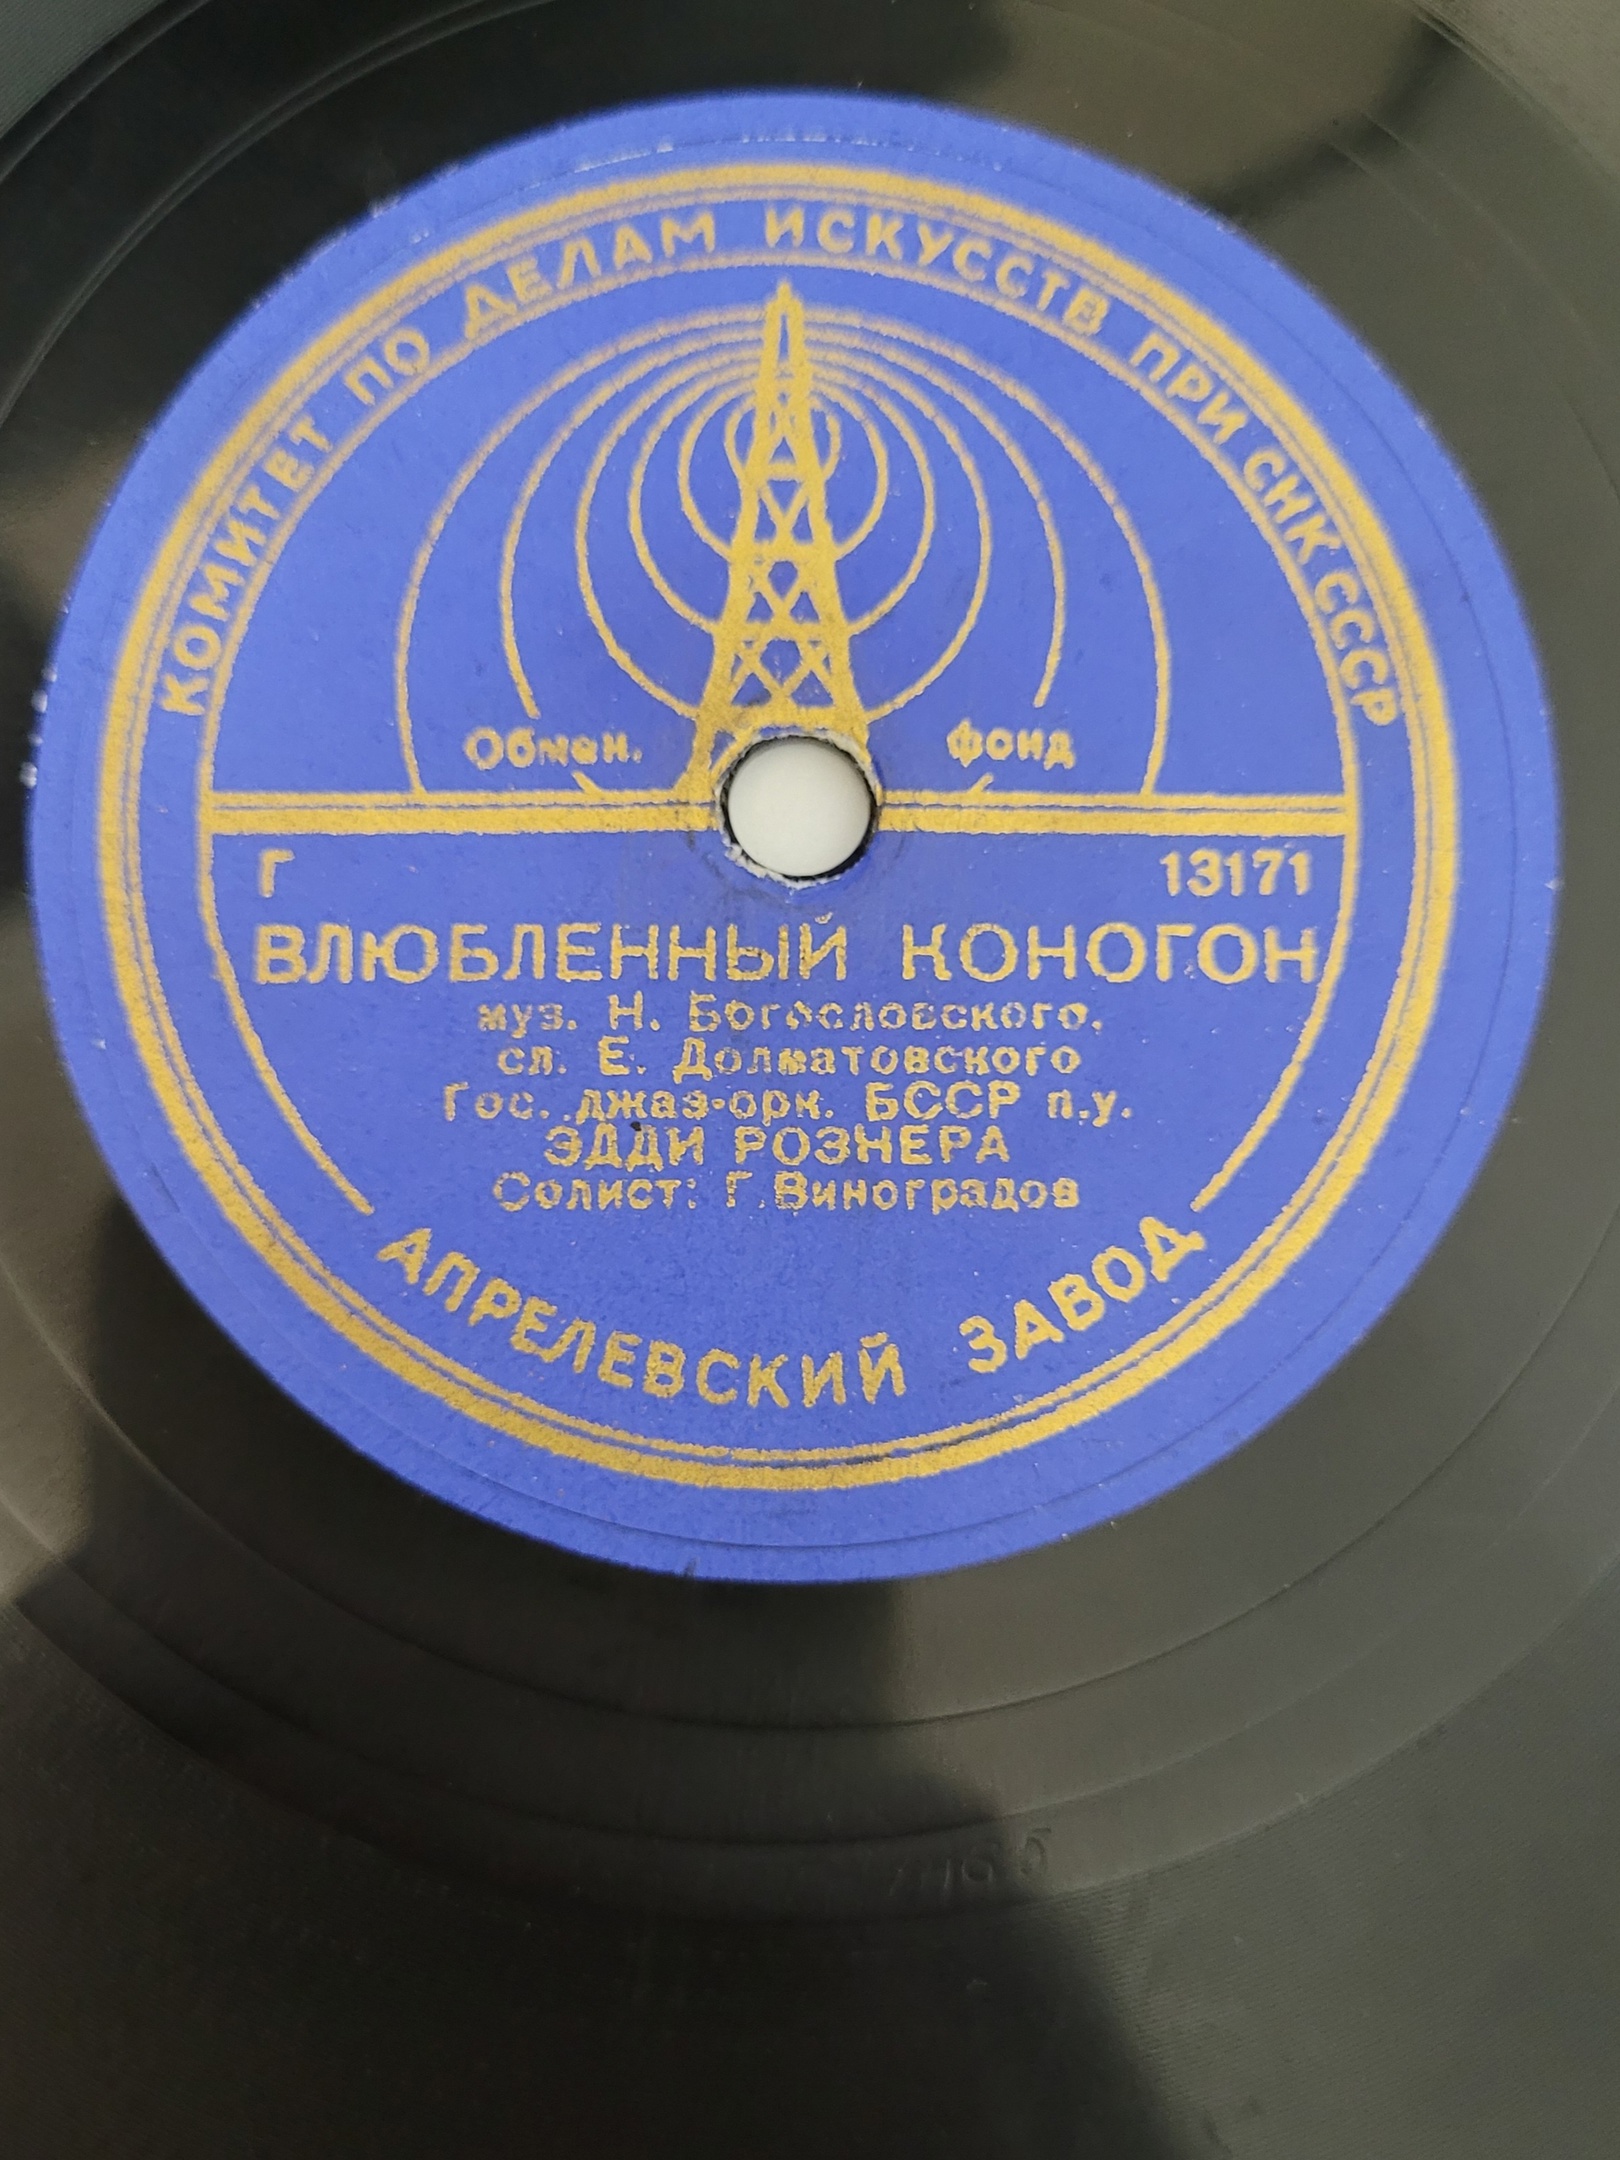 КОМИТЕТ ПО ДЕЛАМ ИСКУССТВ ПРИ СНК СССР
Обмен. фонд
Г 13171
ВЛЮБЛЕННЫЙ КОНОГОН
муз. Н. Богословского,
сл. Е. Долматовского
Гос. джаз-орк. БССР п.у.
ЭДДИ РОЗНЕРА
Солист: Г.Виноградов
АПРЕЛЕВСКИЙ ЗАВОД